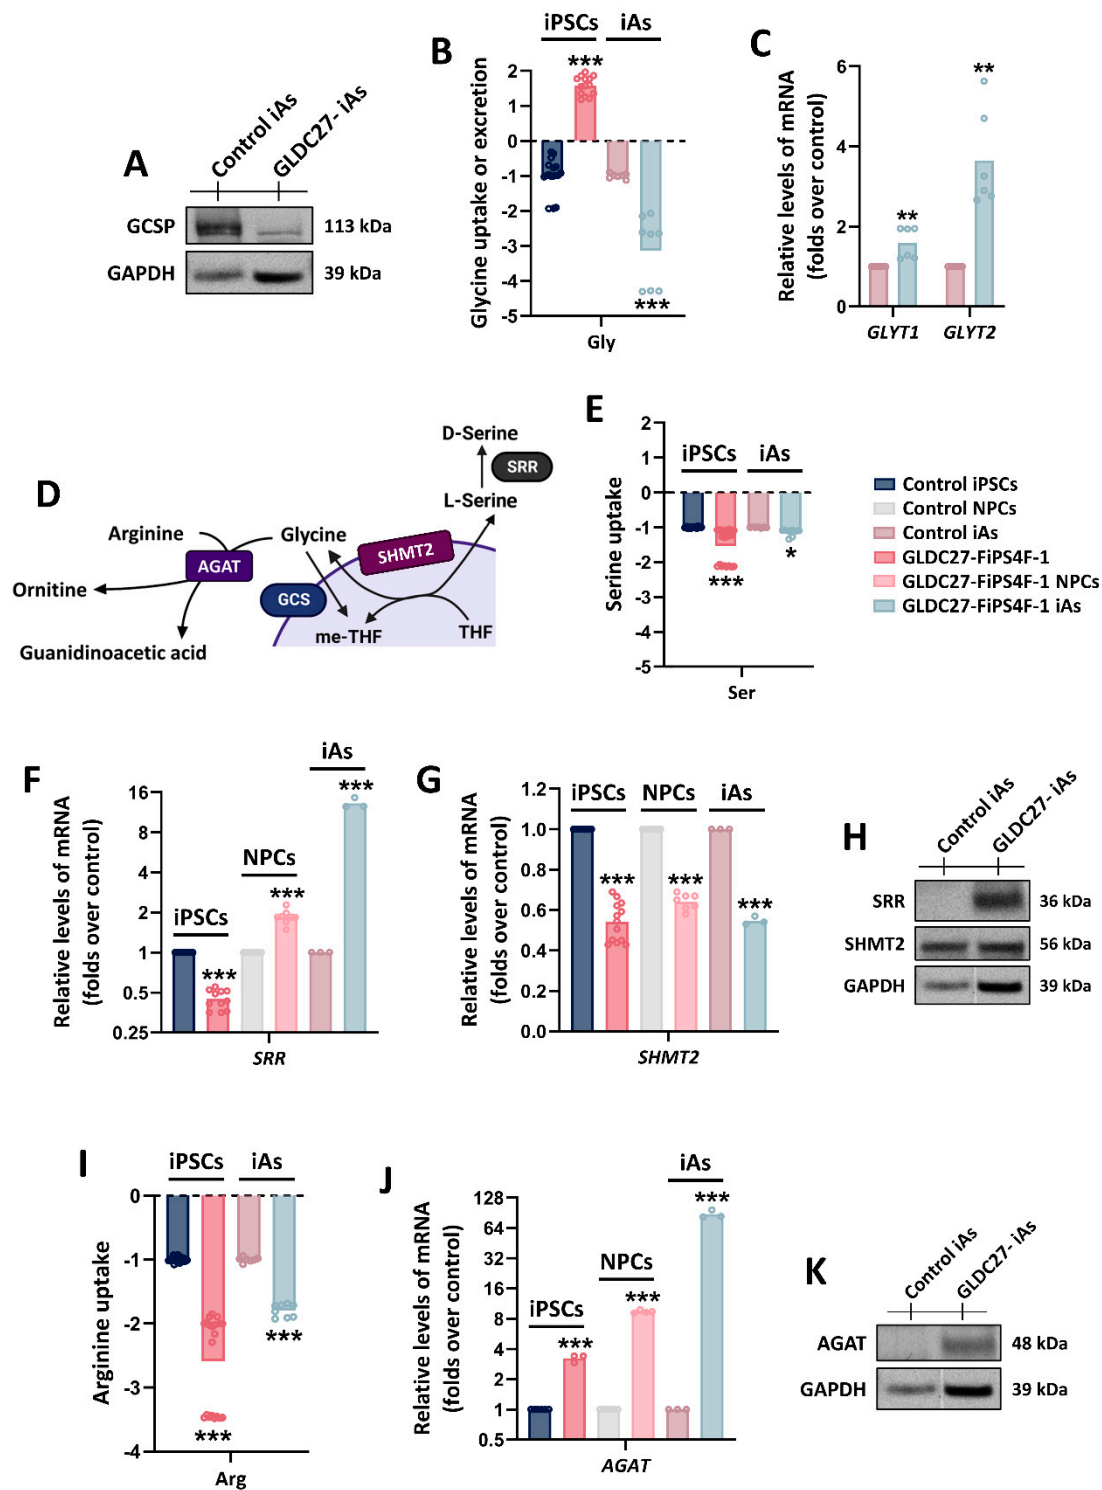 A
Control iAs
GLDC27- iAs
GCSP
113 kDa
GAPDH
39 kDa
B
iPSCs
iAs
Glycine uptake or excretion
2
1
0
-1
-2
-3
-4
-5
***
***
Gly
C
Relative levels of mRNA
(folds over control)
6
4
2
0
**
**
GLYT1
GLYT2
D
D-Serine
SRR
L-Serine
Arginine
Glycine
SHMT2
AGAT
Ornitine
GCS
me-THF
THF
Guanidinoacetic acid
E
Serine uptake
2
1
0
-1
-2
-3
-4
-5
iPSCs
iAs
***
*
Ser
Control iPSCs
Control NPCs
Control iAs
GLDC27-FiPS4F-1
GLDC27-FiPS4F-1 NPCs
GLDC27-FiPS4F-1 iAs
F
Relative levels of mRNA
(folds over control)
16
8
4
2
1
0.5
0.25
iPSCs
NPCs
iAs
***
***
***
SRR
G
Relative levels of mRNA
(folds over control)
1.2
1.0
0.8
0.6
0.4
0.2
0.0
iPSCs
NPCs
iAs
***
***
***
SHMT2
H
Control iAs
GLDC27- iAs
SRR
36 kDa
SHMT2
56 kDa
GAPDH
39 kDa
I
iPSCs
iAs
Arginine uptake
0
-1
-2
-3
-4
***
***
Arg
J
Relative levels of mRNA
(folds over control)
128
64
32
16
8
4
2
1
0.5
iPSCs
NPCs
iAs
***
***
***
AGAT
K
Control iAs
GLDC27- iAs
AGAT
48 kDa
GAPDH
39 kDa